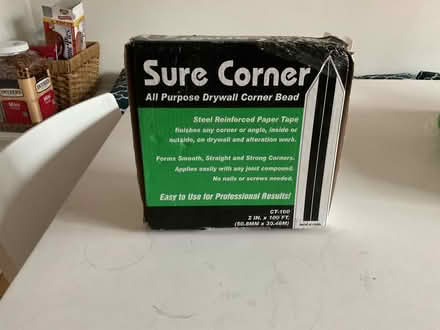 Sure Corner
All Purpose Drywall Corner Bead
Steel Reinforced Paper Tape
finishes any corner or angle, inside or
outside, on drywall and alteration work.
Forms Smooth, Straight and Strong Corners.
Applies easily with any joint compound.
No nails or screws needed.
Easy to Use for Professional Results!
CT-100
2 IN. x 100 FT.
(50.8MM x 30.48M)